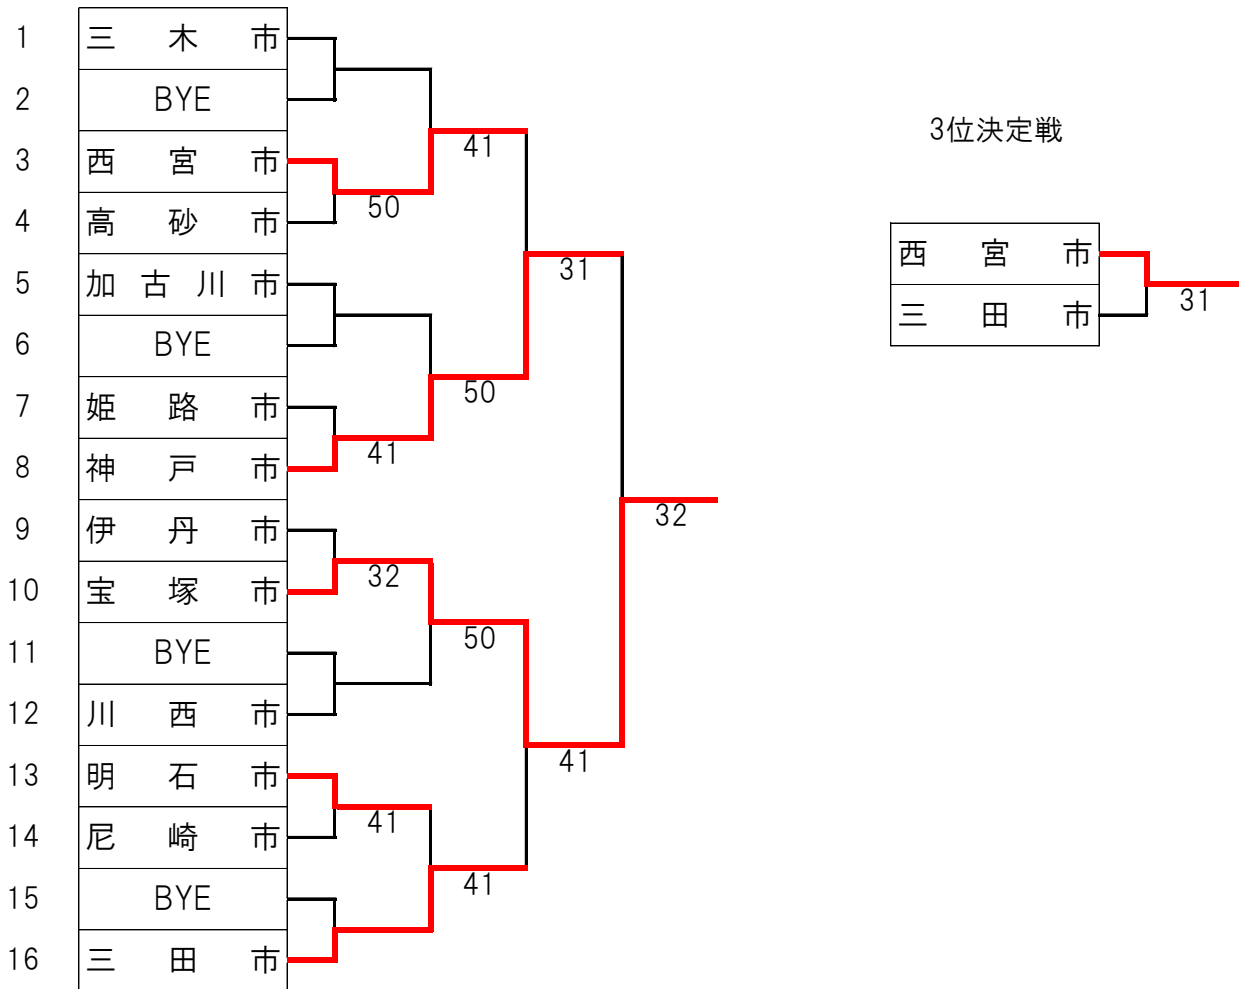 1 三木市
2 BYE
3 西宮市
4 高砂市
5 加古川市
6 BYE
7 姫路市
8 神戸市
9 伊丹市
10 宝塚市
11 BYE
12 川西市
13 明石市
14 尼崎市
15 BYE
16 三田市
50
41
32
41
41
50
50
41
31
41
32
3位決定戦
西宮市
三田市
31